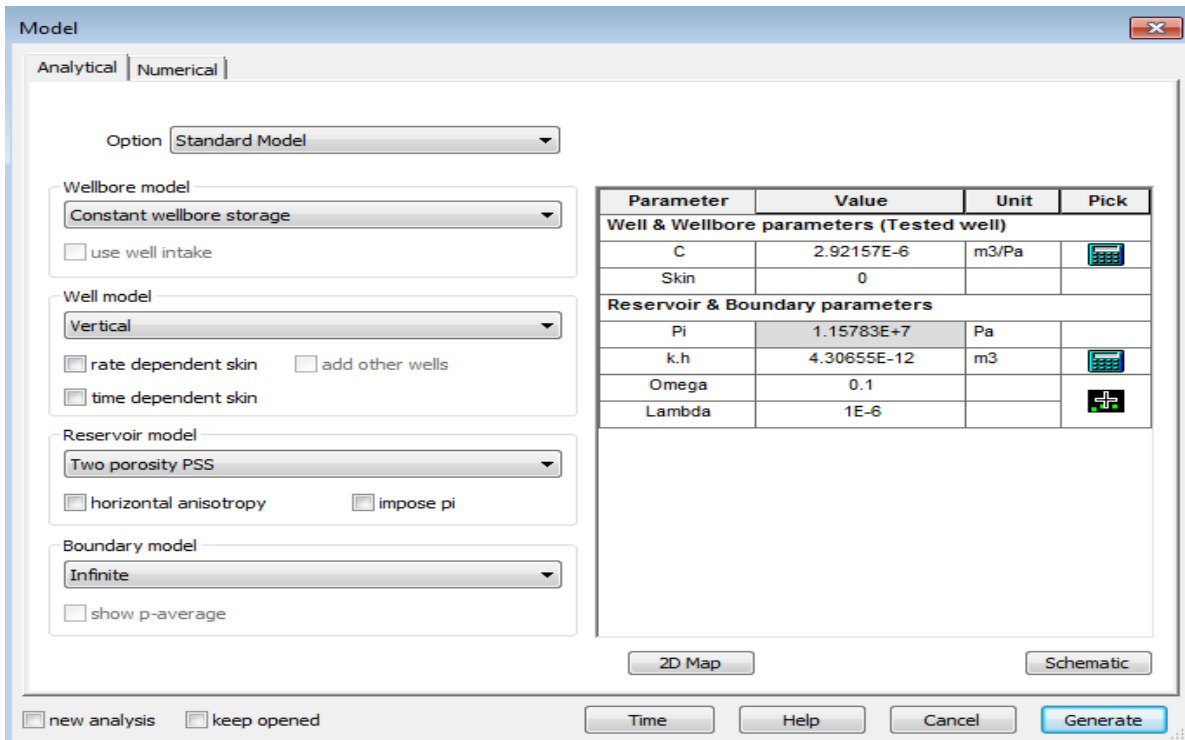 Model
Analytical
Numerical
Option Standard Model
Wellbore model
Constant wellbore storage
use well intake
Well model
Vertical
rate dependent skin add other wells
time dependent skin
Reservoir model
Two porosity PSS
horizontal anisotropy impose pi
Boundary model
Infinite
show p-average
Parameter Value Unit Pick
Well & Wellbore parameters (Tested well)
C 2.92157E-6 m3/Pa
Skin 0
Reservoir & Boundary parameters
Pi 1.15783E+7 Pa
k.h 4.30655E-12 m3
Omega 0.1
Lambda 1E-6
2D Map Schematic
new analysis keep opened Time Help Cancel Generate